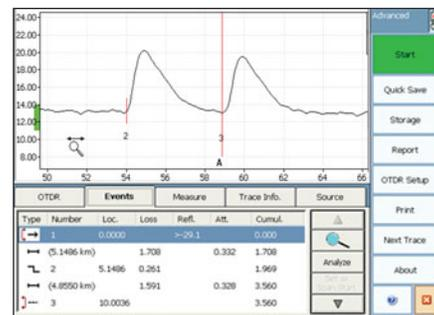 Advanced
24.00
22.00
20.00
18.00
16.00
14.00
12.00
10.00
8.00
2
3
A
50 52 54 56 58 60 62 64 66
Start
Quick Save
Storage
Report
OTDR Setup
Print
Next Trace
About
OTDR Events Measure Trace Info. Source
Type Number Loc. Loss Refl. Att. Cumul.
1 0.0000 >-29.1 0.000
(5.1486 km) 1.708 0.332 1.708
2 5.1486 0.261 1.969
(4.8550 km) 1.591 0.328 3.560
3 10.0036 3.560
Analyze
Set as
Span Start